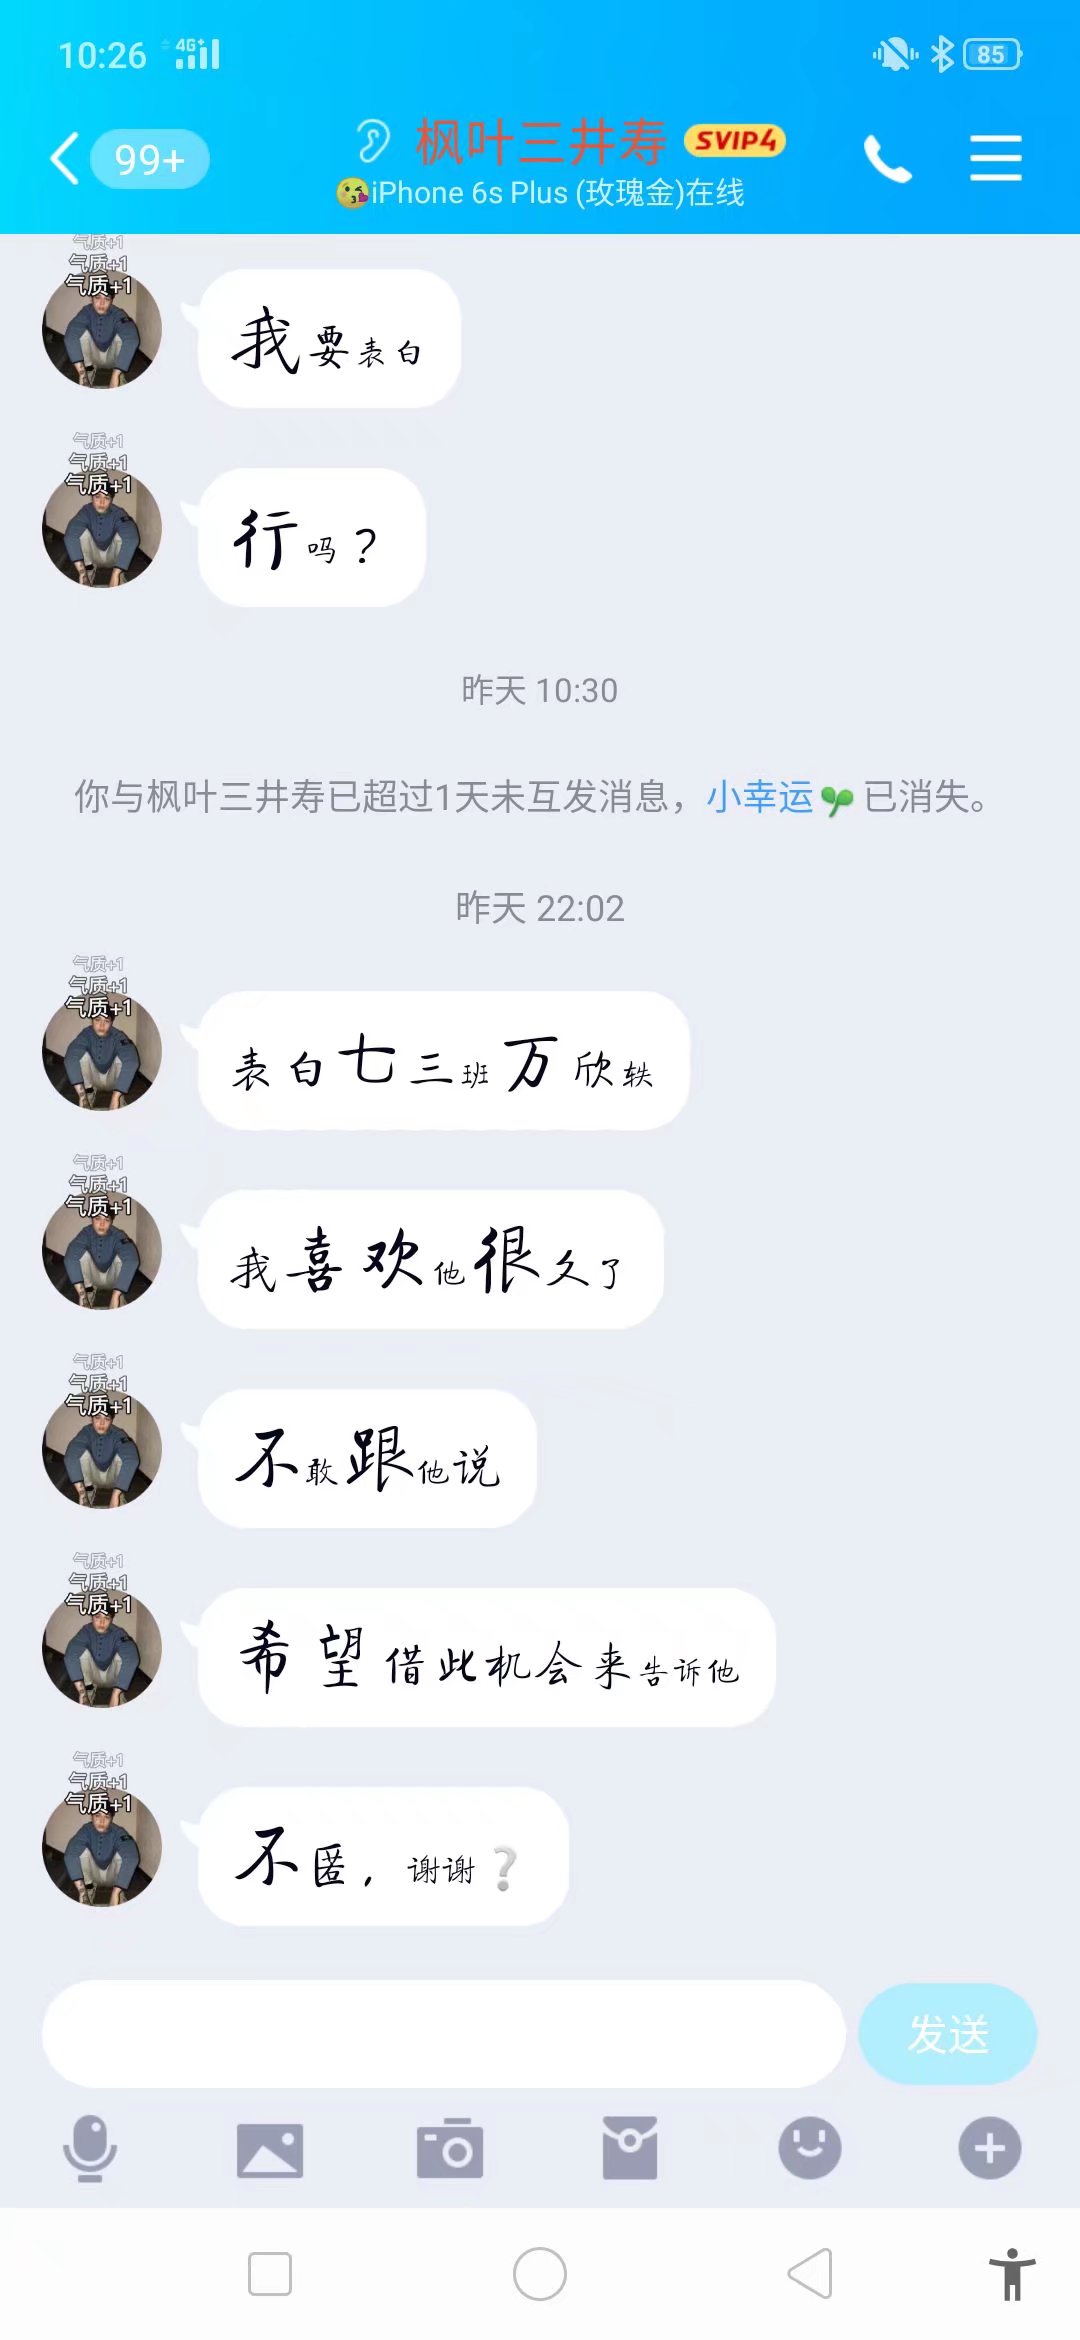 10:26 4G+ 85
99+ 枫叶三井寿 SVIP4
😘iPhone 6s Plus (玫瑰金)在线
气质+1
气质+1
气质+1
我要表白
气质+1
气质+1
气质+1
行吗？
昨天 10:30
你与枫叶三井寿已超过1天未互发消息，小幸运🌱已消失。
昨天 22:02
气质+1
气质+1
气质+1
表白七三班万欣轶
气质+1
气质+1
气质+1
我喜欢他很久了
气质+1
气质+1
气质+1
不敢跟他说
气质+1
气质+1
气质+1
希望借此机会来告诉他
气质+1
气质+1
气质+1
不匿，谢谢❔
发送